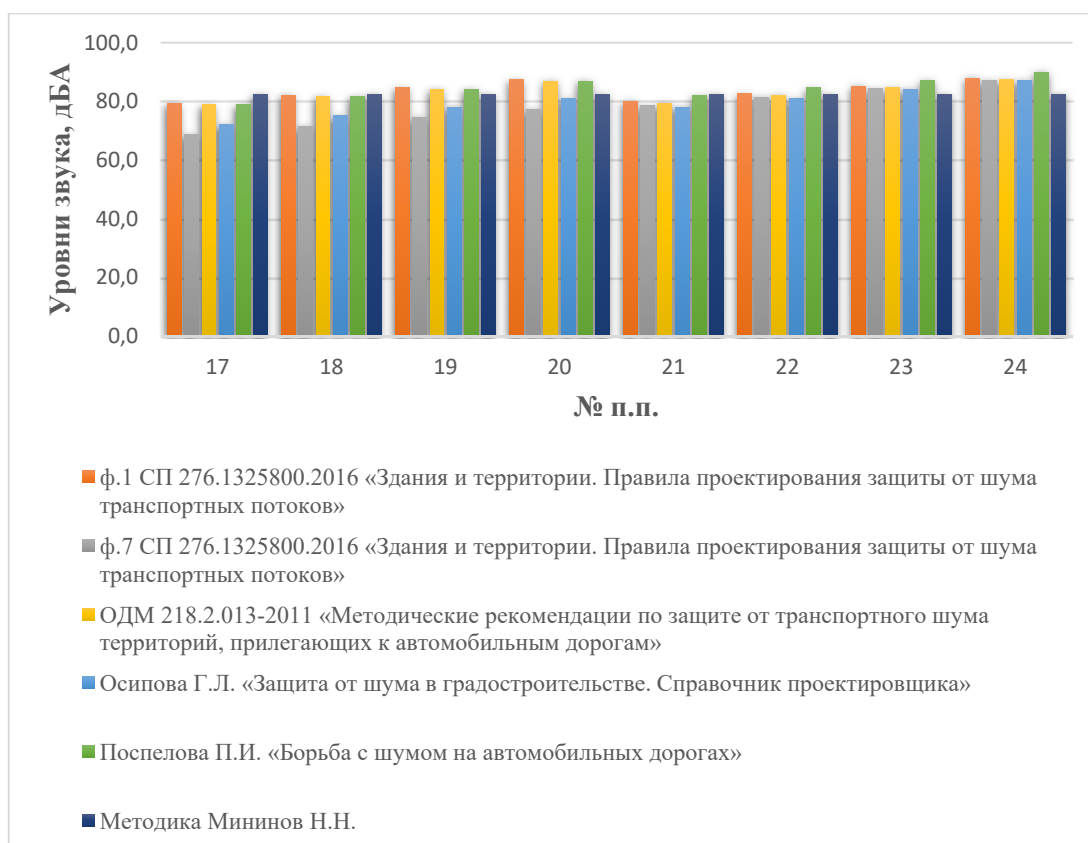 Уровни звука, дБА
100,0
80,0
60,0
40,0
20,0
0,0
17 18 19 20 21 22 23 24
№ п.п.
ф.1 СП 276.1325800.2016 «Здания и территории. Правила проектирования защиты от шума
транспортных потоков»
ф.7 СП 276.1325800.2016 «Здания и территории. Правила проектирования защиты от шума
транспортных потоков»
ОДМ 218.2.013-2011 «Методические рекомендации по защите от транспортного шума
территорий, прилегающих к автомобильным дорогам»
Осипова Г.Л. «Защита от шума в градостроительстве. Справочник проектировщика»
Поспелова П.И. «Борьба с шумом на автомобильных дорогах»
Методика Мининов Н.Н.